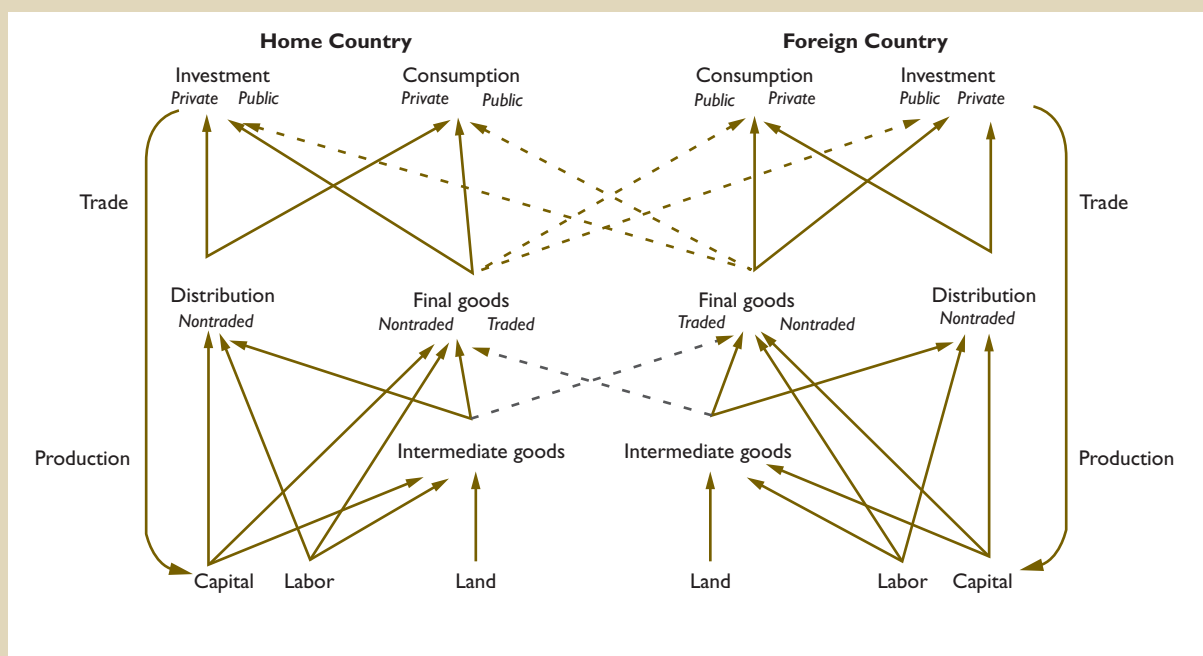 Home Country Foreign Country
Investment Consumption Consumption Investment
Private Public Private Public Public Private Public Private
Trade Trade
Distribution Final goods Final goods Distribution
Nontraded Nontraded Traded Traded Nontraded Nontraded
Intermediate goods Intermediate goods
Production Production
Capital Labor Land Land Labor Capital